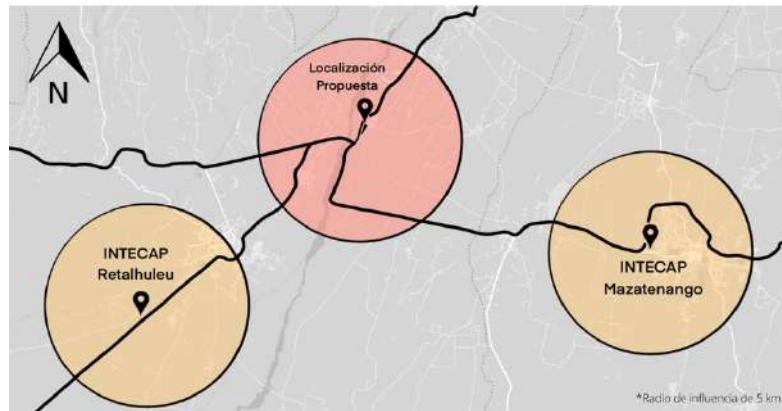 N
Localización
Propuesta
INTECAP
Retalhuleu
INTECAP
Mazatenango
*Radio de influencia de 5 km